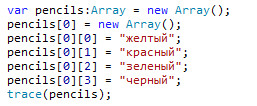 var pencils:Array = new Array();
pencils[0] = new Array();
pencils[0][0] = "желтый";
pencils[0][1] = "красный";
pencils[0][2] = "зеленый";
pencils[0][3] = "черный";
trace(pencils);